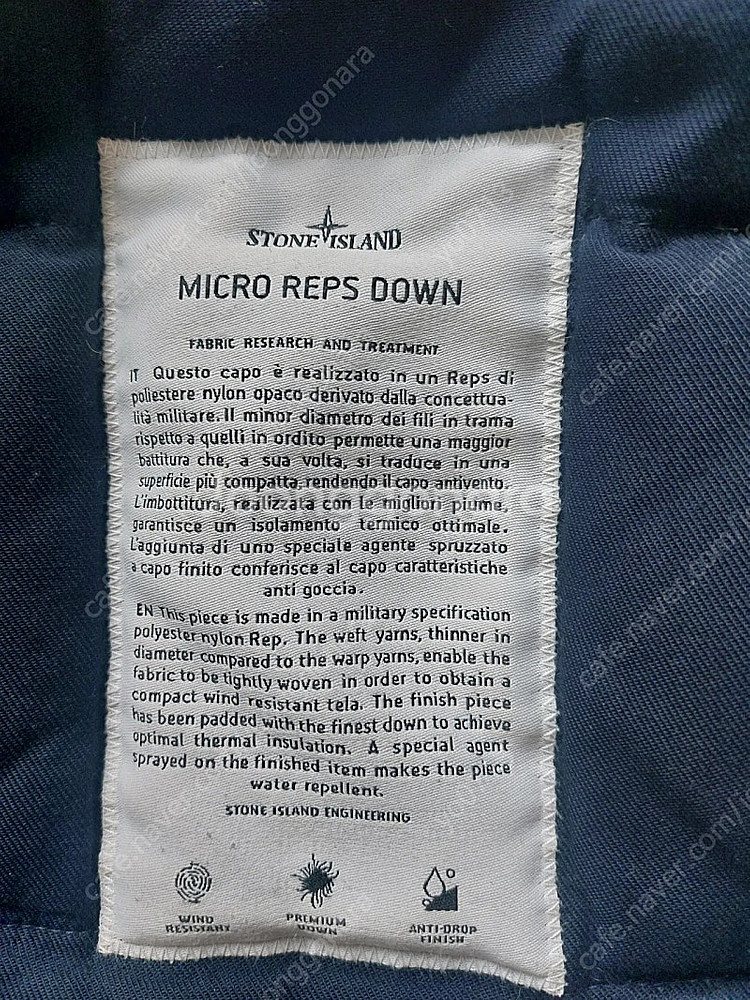 STONE ISLAND
MICRO REPS DOWN
FABRIC RESEARCH AND TREATMENT
IT Questo capo è realizzato in un Reps di
poliestere nylon opaco derivato dalla concettua-
lità militare. Il minor diametro dei fili in trama
rispetto a quelli in ordito permette una maggior
battitura che, a sua volta, si traduce in una
superficie più compatta, rendendo il capo antivento.
L'imbottitura, realizzata con le migliori piume,
garantisce un isolamento termico ottimale.
L'aggiunta di uno speciale agente spruzzato
a capo finito conferisce al capo caratteristiche
anti goccia.
EN This piece is made in a military specification
polyester nylon Rep. The weft yarns, thinner in
diameter compared to the warp yarns, enable the
fabric to be tightly woven in order to obtain a
compact wind resistant tela. The finish piece
has been padded with the finest down to achieve
optimal thermal insulation. A special agent
sprayed on the finished item makes the piece
water repellent.
STONE ISLAND ENGINEERING
WIND
RESISTANT
PREMIUM
DOWN
ANTI-DROP
FINISH